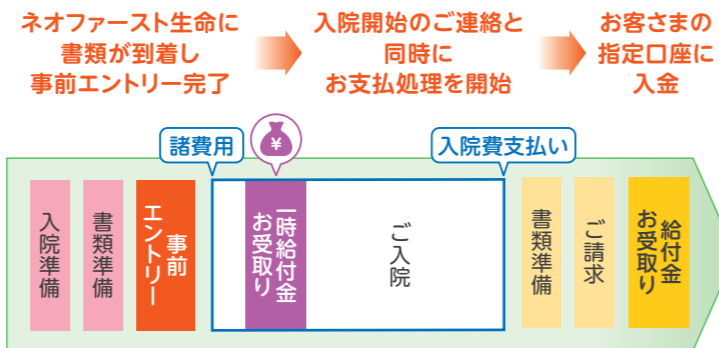 ネオファースト生命に
書類が到着し
事前エントリー完了
入院開始のご連絡と
同時に
お支払処理を開始
お客さまの
指定口座に
入金
諸費用
¥
入院費支払い
入院準備
書類準備
事前
エントリー
一時給付金
お受取り
ご入院
書類準備
ご請求
給付金
お受取り